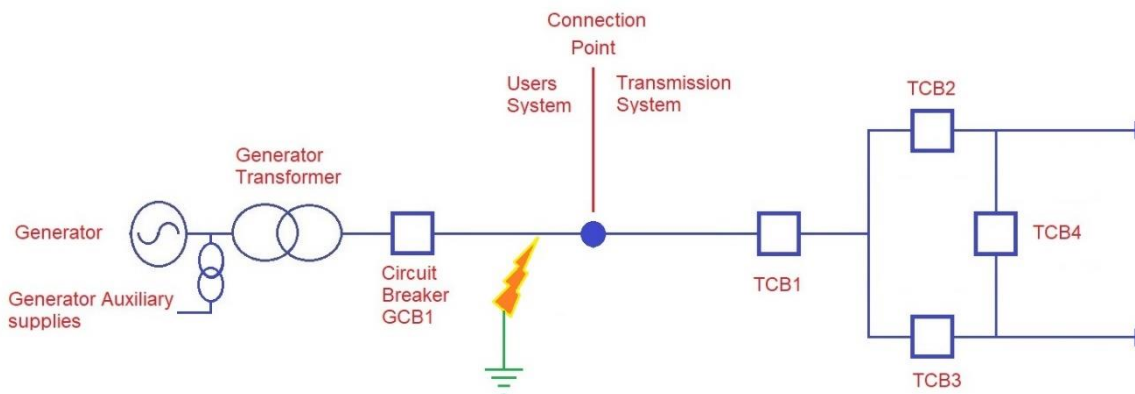 Connection
Point
Users
System
Transmission
System
TCB2
Generator
Transformer
Generator
TCB1
TCB4
Circuit
Breaker
GCB1
Generator Auxiliary
supplies
TCB3